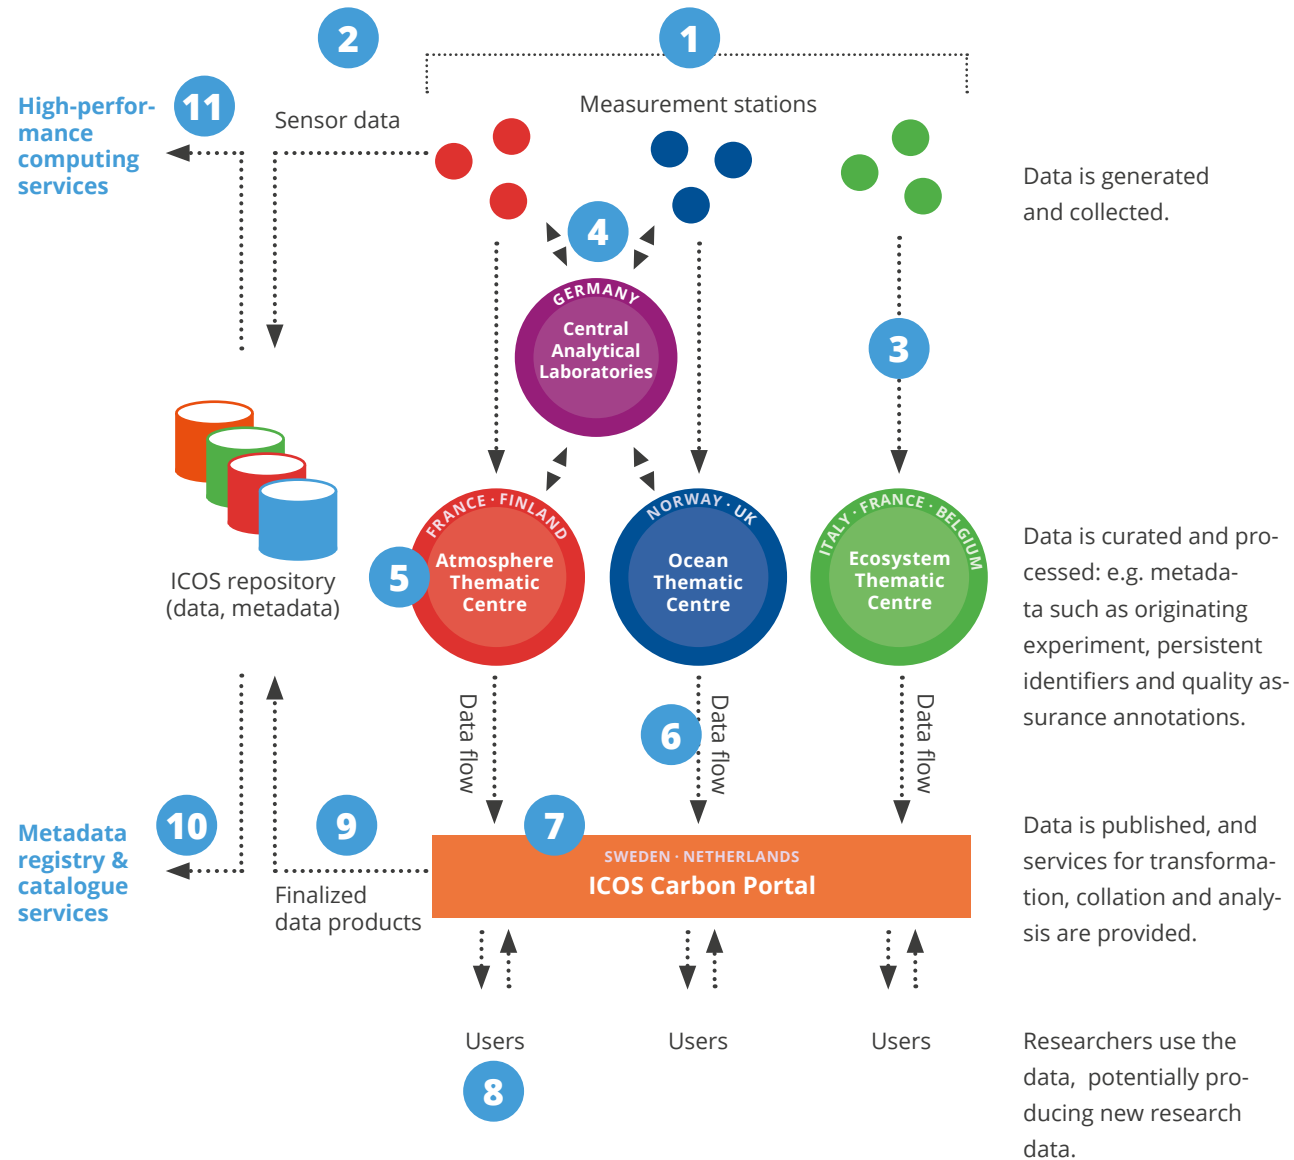 2
1
11
High-perfor-
mance
computing
services
Sensor data
Measurement stations
Data is generated
and collected.
4
GERMANY
Central
Analytical
Laboratories
3
ICOS repository
(data, metadata)
5
FRANCE · FINLAND
Atmosphere
Thematic
Centre
NORWAY · UK
Ocean
Thematic
Centre
ITALY · FRANCE · BELGIUM
Ecosystem
Thematic
Centre
Data is curated and pro-
cessed: e.g. metada-
ta such as originating
experiment, persistent
identifiers and quality as-
surance annotations.
Data flow
6
Data flow
Data flow
10
9
7
Metadata
registry &
catalogue
services
Finalized
data products
SWEDEN · NETHERLANDS
ICOS Carbon Portal
Data is published, and
services for transforma-
tion, collation and analy-
sis are provided.
Users
Users
Users
8
Researchers use the
data,  potentially pro-
ducing new research
data.